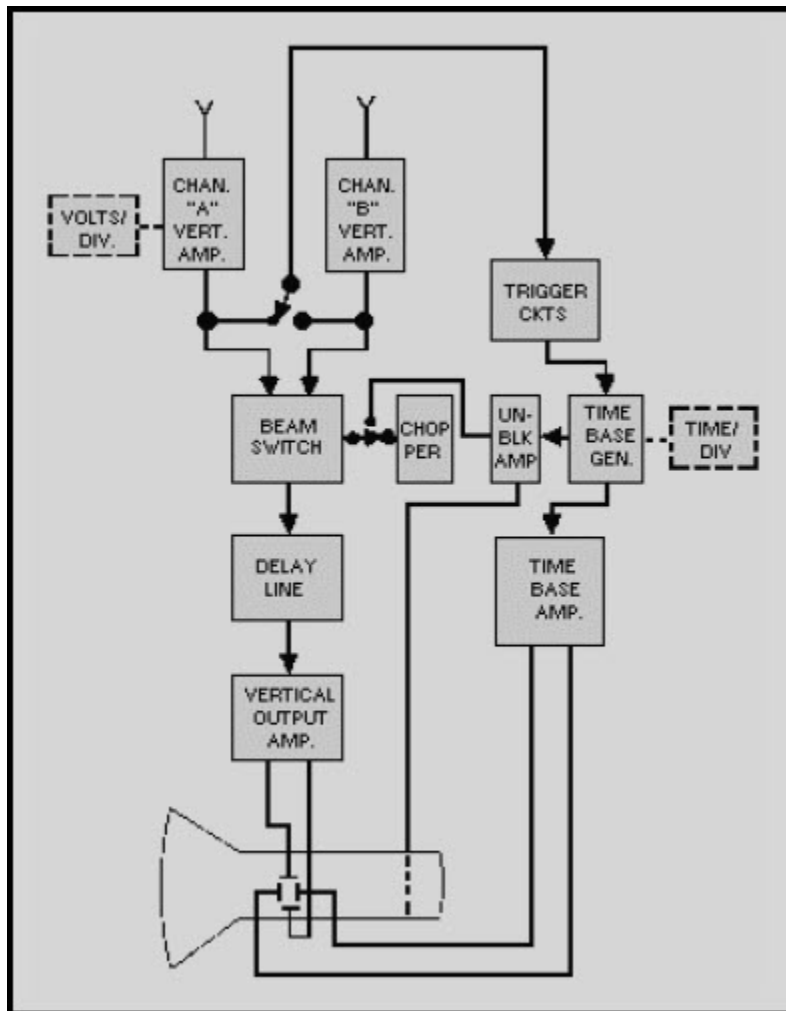 CHAN.
"A"
VERT.
AMP.
CHAN.
"B"
VERT.
AMP.
VOLTS/
DIV.
TRIGGER
CKTS
BEAM
SWITCH
CHOP
PER
UN-
BLK
AMP
TIME
BASE
GEN.
TIME/
DIV
DELAY
LINE
TIME
BASE
AMP.
VERTICAL
OUTPUT
AMP.